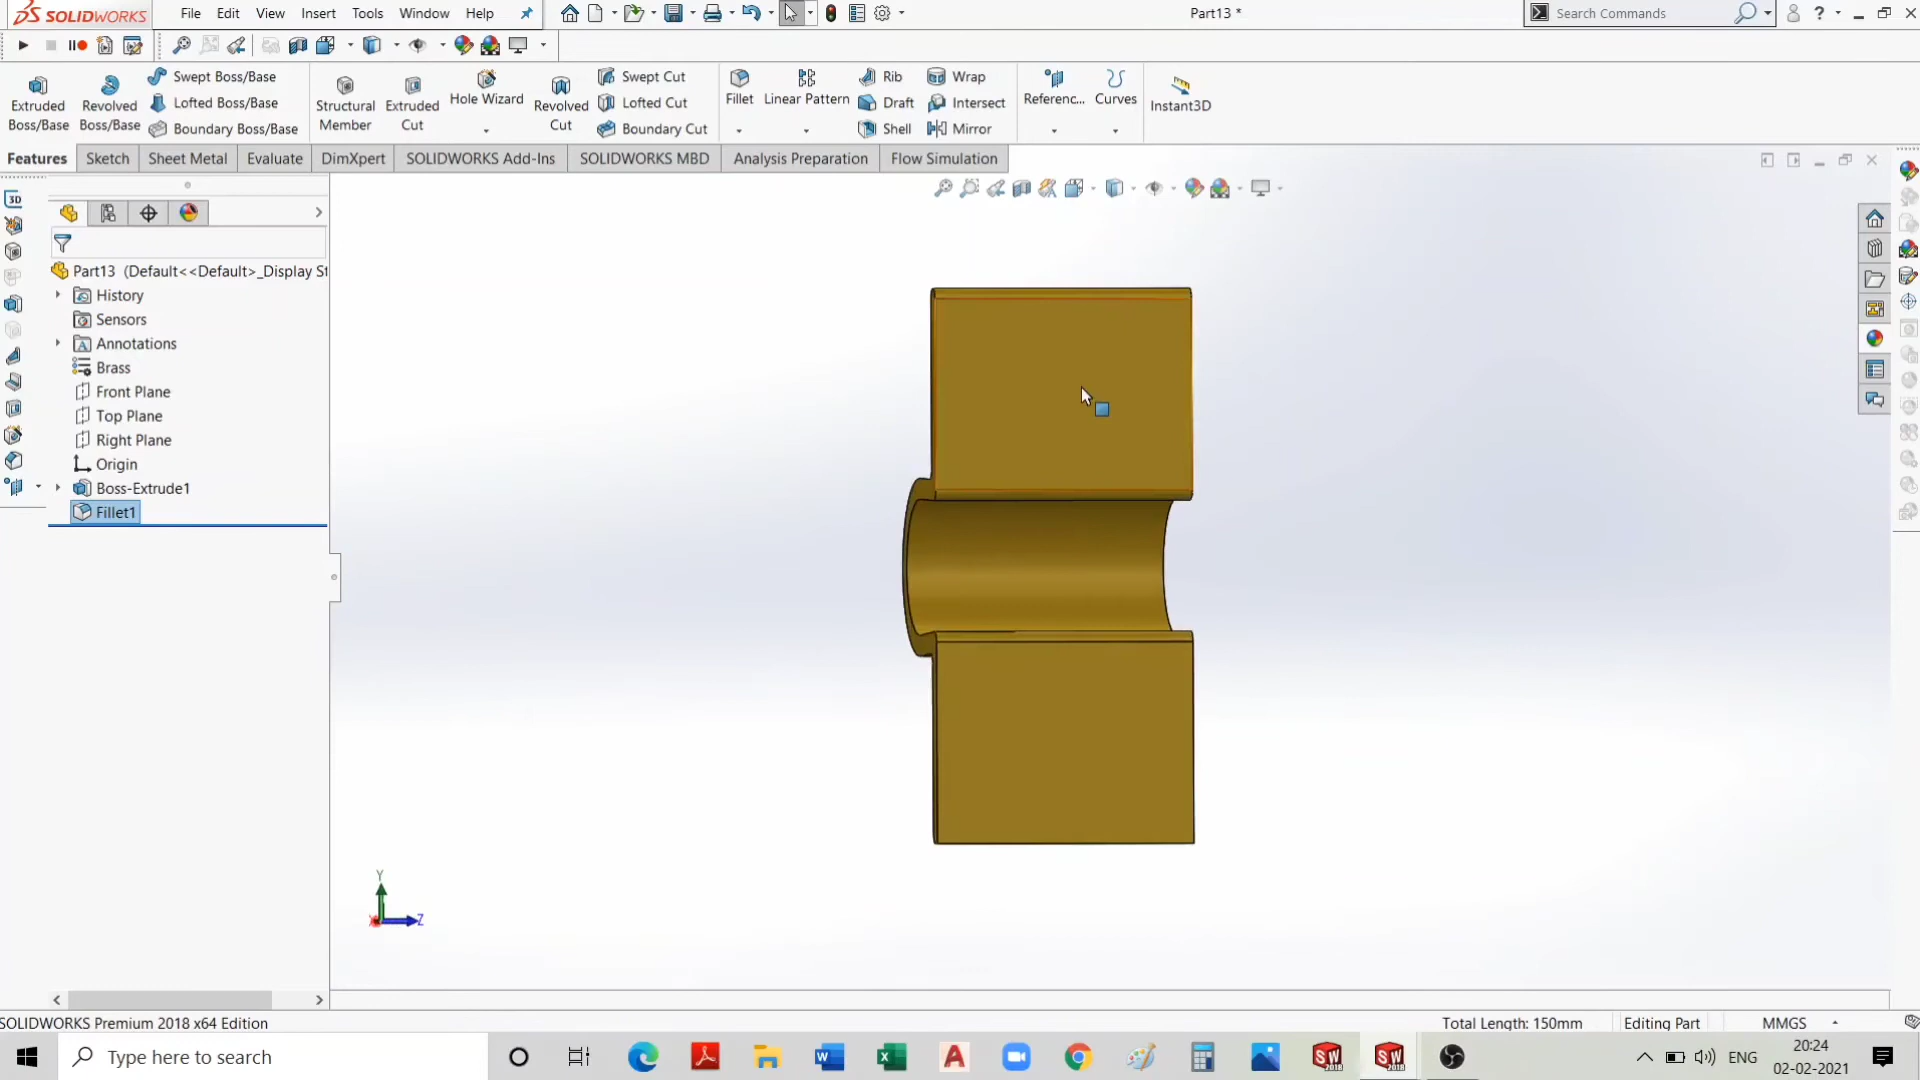 SOLIDWORKS
File Edit View Insert Tools Window Help
Part13 *
Search Commands
Extruded Boss/Base
Revolved Boss/Base
Swept Boss/Base
Lofted Boss/Base
Boundary Boss/Base
Structural Member
Extruded Cut
Hole Wizard
Revolved Cut
Swept Cut
Lofted Cut
Boundary Cut
Fillet
Linear Pattern
Rib
Draft
Shell
Wrap
Intersect
Mirror
Referenc...
Curves
Instant3D
Features Sketch Sheet Metal Evaluate DimXpert SOLIDWORKS Add-Ins SOLIDWORKS MBD Analysis Preparation Flow Simulation
3D
Part13 (Default<<Default>_Display St
History
Sensors
Annotations
Brass
Front Plane
Top Plane
Right Plane
Origin
Boss-Extrude1
Fillet1
Y
Z
SOLIDWORKS Premium 2018 x64 Edition
Total Length: 150mm Editing Part MMGS
Type here to search
ENG
20:24
02-02-2021